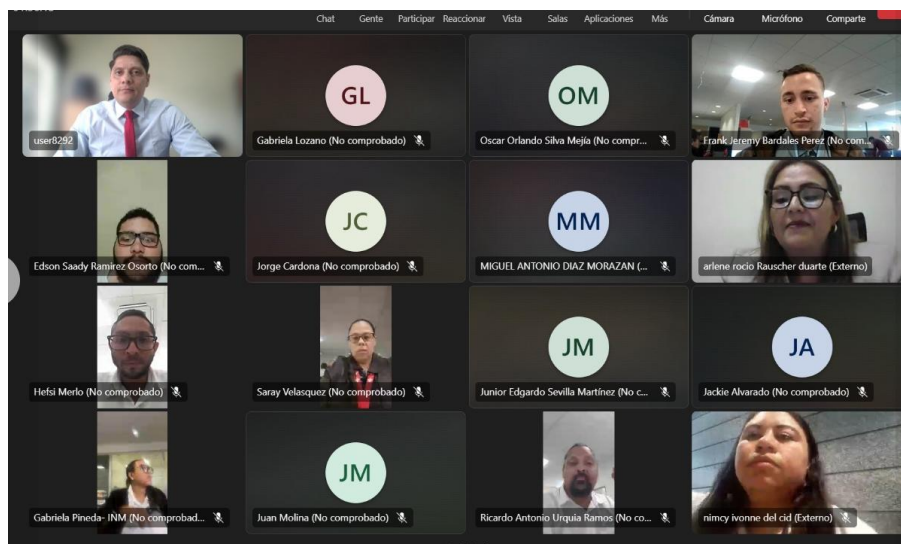 Chat Gente Participar Reaccionar Vista Salas Aplicaciones Más Cámara Micrófono Comparte
user8292
GL
Gabriela Lozano (No comprobado)
OM
Oscar Orlando Silva Mejía (No compr...
Frank Jeremy Bardales Perez (No com...
Edson Saady Ramirez Osorto (No com...
JC
Jorge Cardona (No comprobado)
MM
MIGUEL ANTONIO DIAZ MORAZAN (...
arlene rocio Rauscher duarte (Externo)
Hefsi Merlo (No comprobado)
Saray Velasquez (No comprobado)
JM
Junior Edgardo Sevilla Martínez (No c...
JA
Jackie Alvarado (No comprobado)
Gabriela Pineda- INM (No comprobad...
JM
Juan Molina (No comprobado)
Ricardo Antonio Urquia Ramos (No co...
nimcy ivonne del cid (Externo)